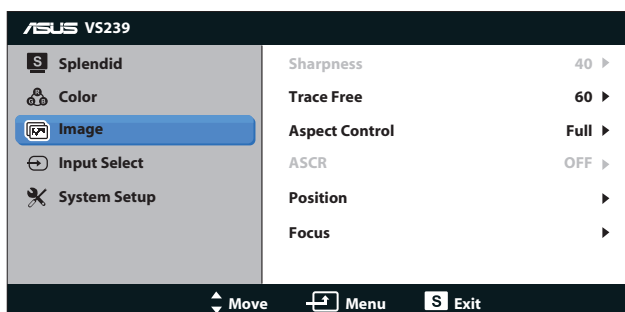 ASUS VS239
S Splendid
Color
Image
Input Select
System Setup
Sharpness 40
Trace Free 60
Aspect Control Full
ASCR OFF
Position
Focus
Move Menu S Exit